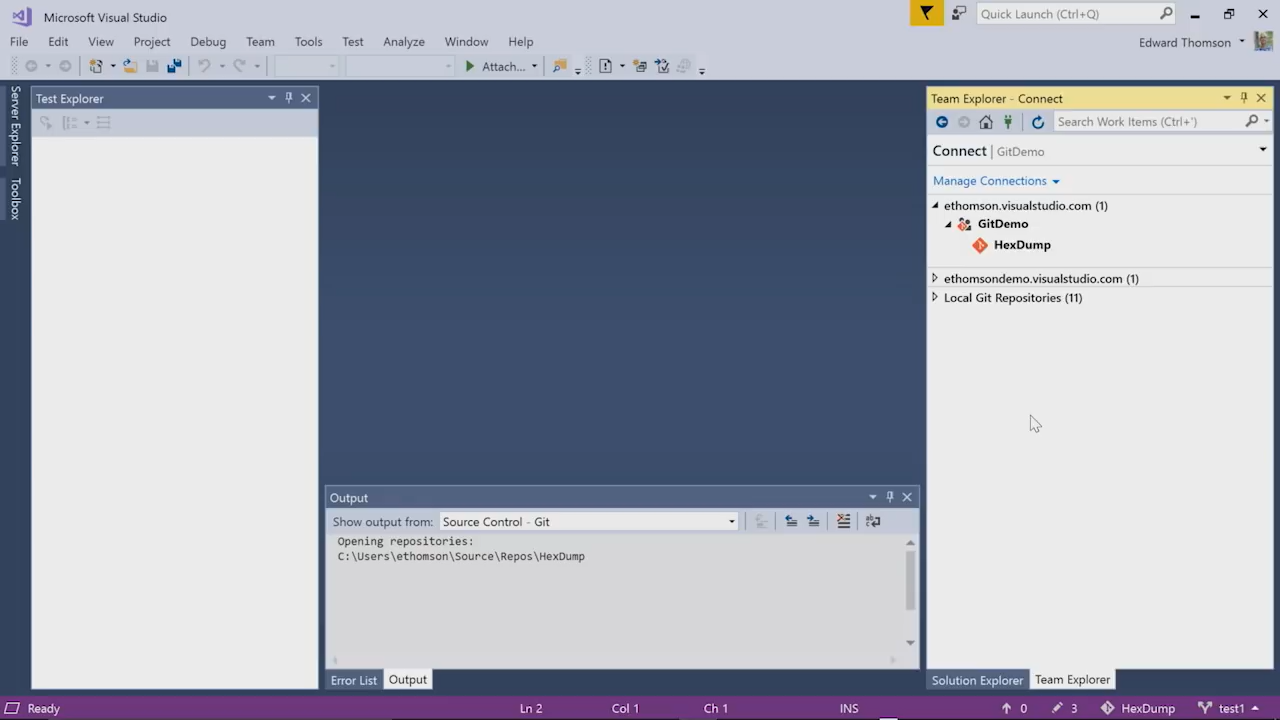 Microsoft Visual Studio
Quick Launch (Ctrl+Q)
File Edit View Project Debug Team Tools Test Analyze Window Help
Edward Thomson
Attach...
Server Explorer
Toolbox
Test Explorer
Team Explorer - Connect
Search Work Items (Ctrl+')
Connect | GitDemo
Manage Connections
ethomson.visualstudio.com (1)
GitDemo
HexDump
ethomsondemo.visualstudio.com (1)
Local Git Repositories (11)
Output
Show output from: Source Control - Git
Opening repositories:
C:\Users\ethomson\Source\Repos\HexDump
Error List Output
Solution Explorer Team Explorer
Ready Ln 2 Col 1 Ch 1 INS 0 3 HexDump test1